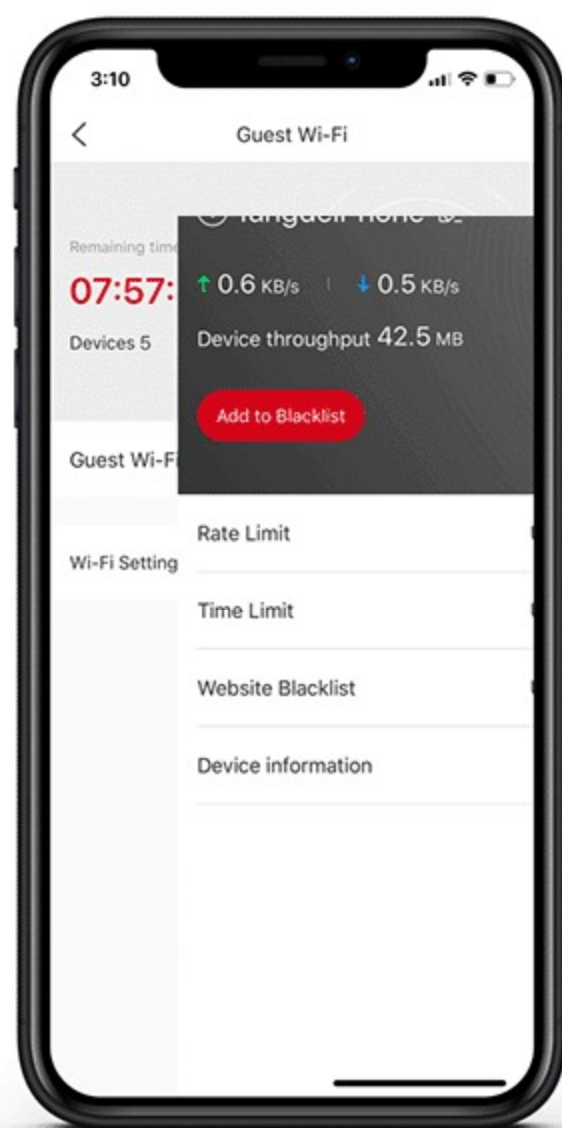 3:10
Guest Wi-Fi
Remaining time
07:57:
Devices 5
Guest Wi-Fi
Wi-Fi Setting
↑ 0.6 KB/s | ↓ 0.5 KB/s
Device throughput 42.5 MB
Add to Blacklist
Rate Limit
Time Limit
Website Blacklist
Device information